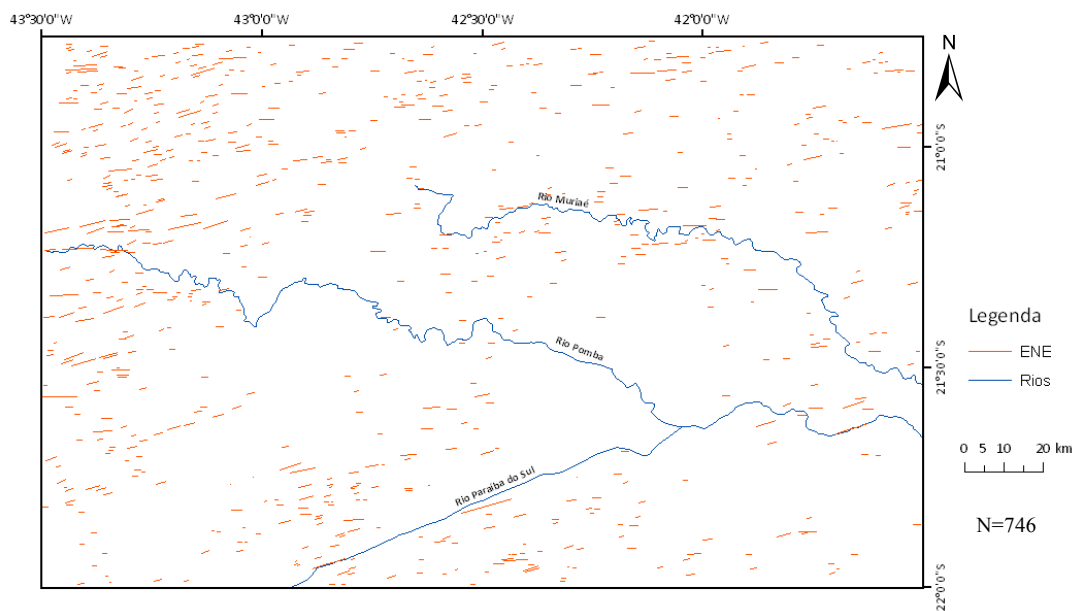 43°30'0"W
43°0'0"W
42°30'0"W
42°0'0"W
N
21°0'0"S
Rio Muriaé
Legenda
ENE
Rios
Rio Pomba
21°30'0"S
0 5 10 20 km
Rio Paraíba do Sul
N=746
22°0'0"S